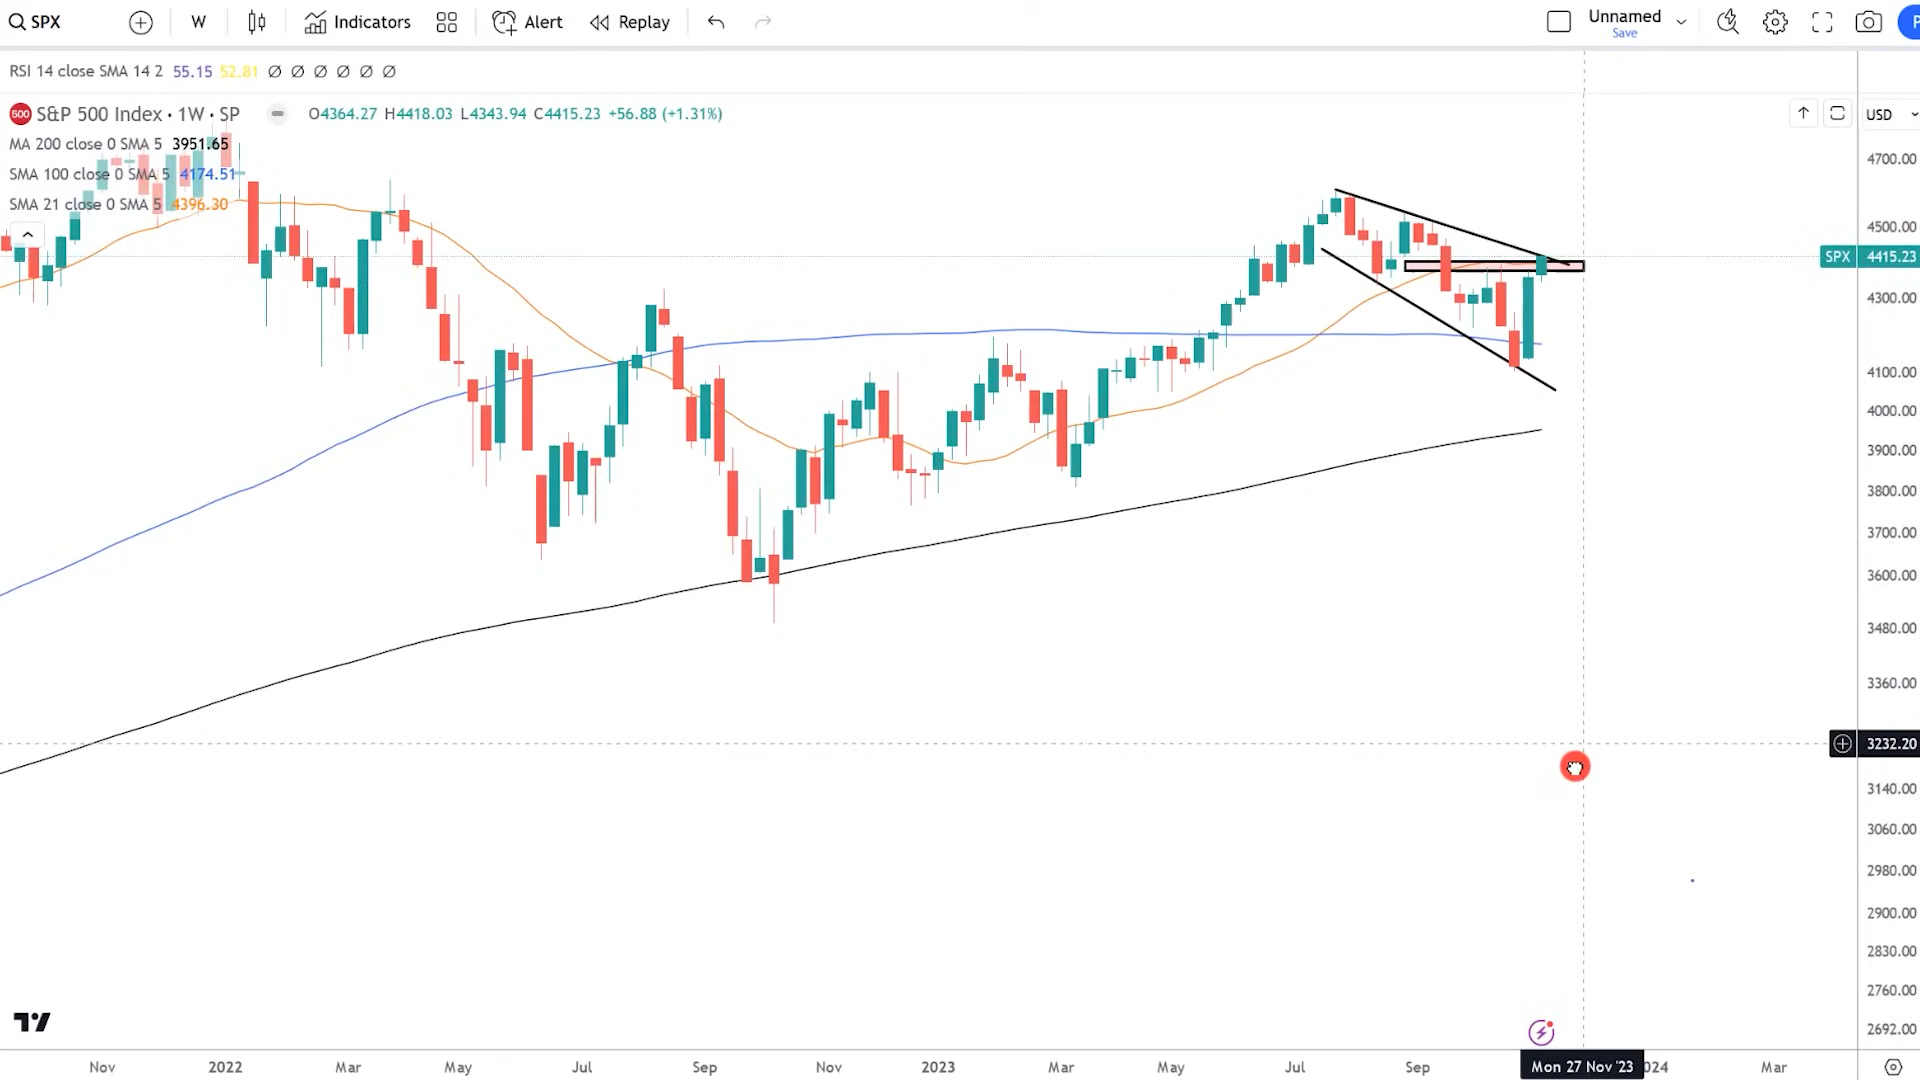 SPX W Indicators Alert Replay Unnamed
Save
RSI 14 close SMA 14 2 55.15 52.81 Ø Ø Ø Ø Ø Ø
500 S&P 500 Index · 1W · SP O4364.27 H4418.03 L4343.94 C4415.23 +56.88 (+1.31%)
USD
MA 200 close 0 SMA 5 3951.65
SMA 100 close 0 SMA 5 4174.51
SMA 21 close 0 SMA 5 4396.30
4700.00
4500.00
SPX 4415.23
4300.00
4100.00
4000.00
3900.00
3800.00
3700.00
3600.00
3480.00
3360.00
3232.20
3140.00
3060.00
2980.00
2900.00
2830.00
2760.00
2692.00
Nov 2022 Mar May Jul Sep Nov 2023 Mar May Jul Sep Mon 27 Nov '23 024 Mar